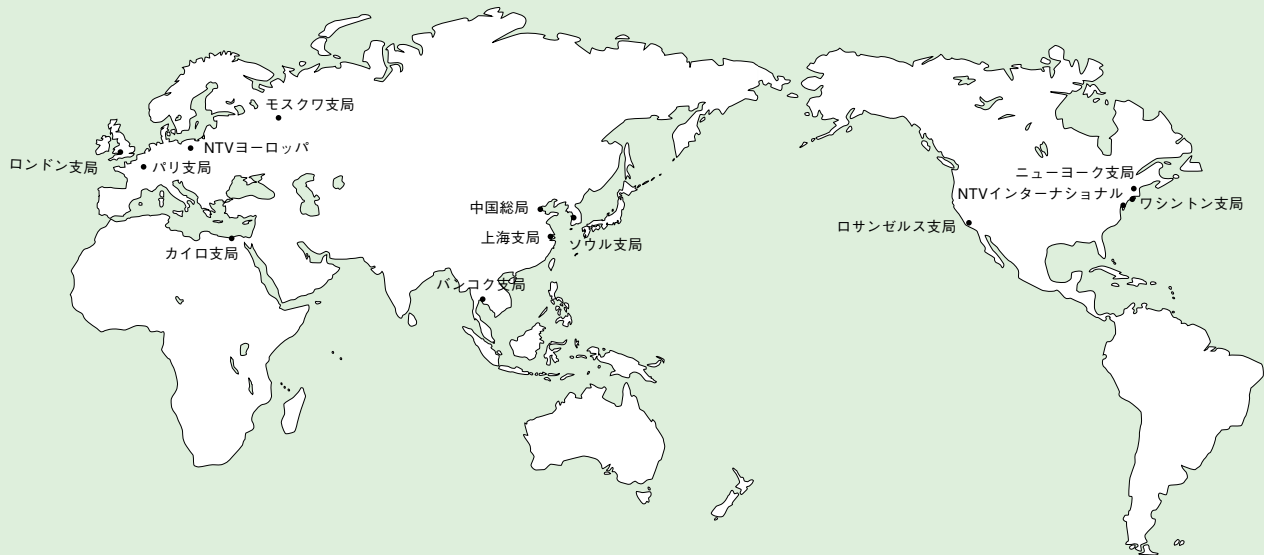 モスクワ支局
NTVヨーロッパ
ロンドン支局
パリ支局
カイロ支局
中国総局
上海支局
ソウル支局
バンコク支局
ニューヨーク支局
NTVインターナショナル
ワシントン支局
ロサンゼルス支局